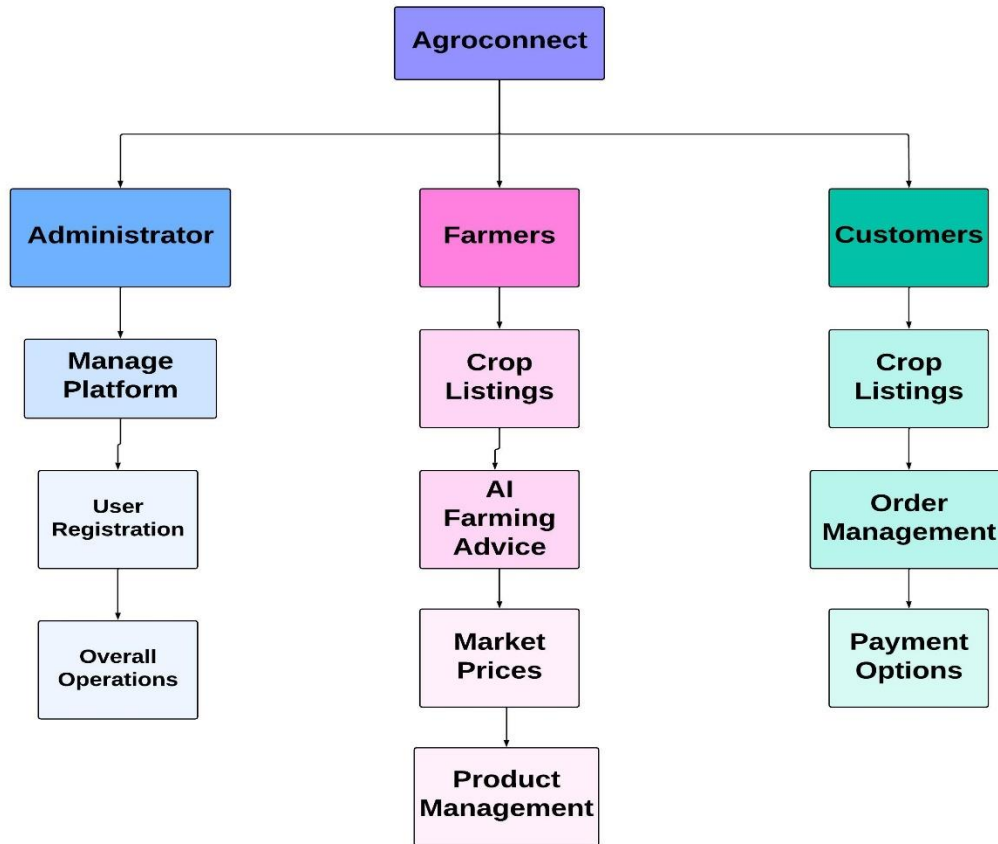 Agroconnect
Administrator
Farmers
Customers
Manage
Platform
Crop
Listings
Crop
Listings
User
Registration
AI
Farming
Advice
Order
Management
Overall
Operations
Market
Prices
Payment
Options
Product
Management